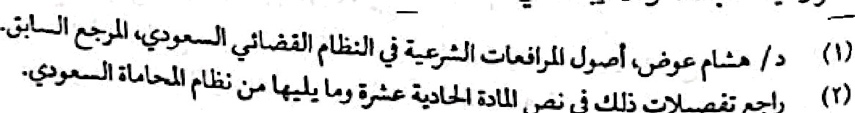 (١) د/ هشام عوض، أصول المرافعات الشرعية في النظام القضائي السعودي، المرجع السابق.
(٢) راجع تفصيلات ذلك في نص المادة الحادية عشرة وما يليها من نظام المحاماة السعودي.